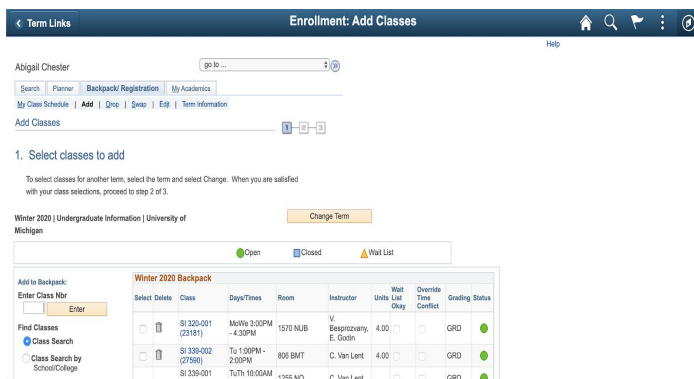 Term Links
Enrollment: Add Classes
Help
Abigail Chester
go to ...
Search Planner Backpack/ Registration My Academics
My Class Schedule | Add | Drop | Swap | Edit | Term Information
Add Classes
1 2 3
1. Select classes to add
To select classes for another term, select the term and select Change. When you are satisfied
with your class selections, proceed to step 2 of 3.
Winter 2020 | Undergraduate Information | University of
Michigan
Change Term
Open Closed Wait List
Add to Backpack:
Enter Class Nbr
Enter
Find Classes
Class Search
Class Search by
School/College
Winter 2020 Backpack
Select Delete Class Days/Times Room Instructor Units Wait List Okay Override Time Conflict Grading Status
SI 320-001
(23181)
MoWe 3:00PM
- 4:30PM
1570 NUB
V.
Besprozvany,
E. Godin
4.00
GRD
SI 339-002
(27590)
Tu 1:00PM -
2:00PM
806 BMT
C. Van Lent
4.00
GRD
SI 339-001
TuTh 10:00AM
1255 NQ
C. Van Lent
GRD